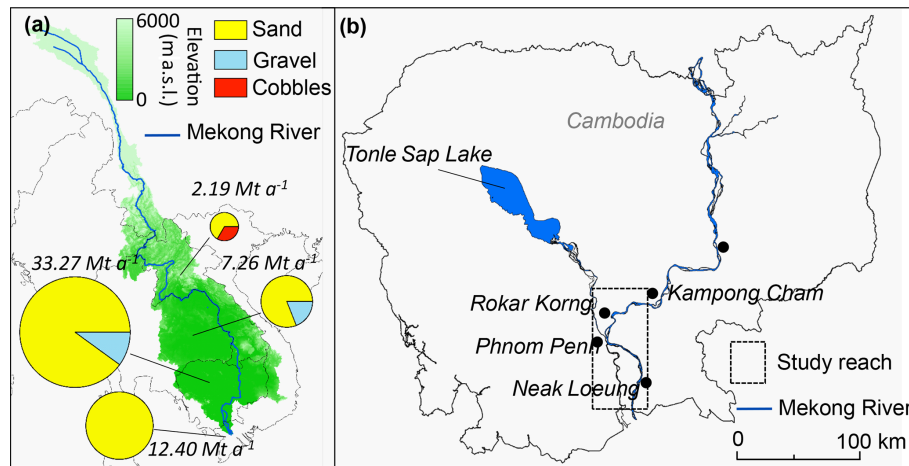 (a)
6000
0
Elevation
(m a.s.l.)
Sand
Gravel
Cobbles
Mekong River
2.19 Mt a-1
33.27 Mt a-1
7.26 Mt a-1
12.40 Mt a-1
(b)
Cambodia
Tonle Sap Lake
Rokar Korng
Kampong Cham
Phnom Penh
Neak Loeung
Study reach
Mekong River
0 100 km